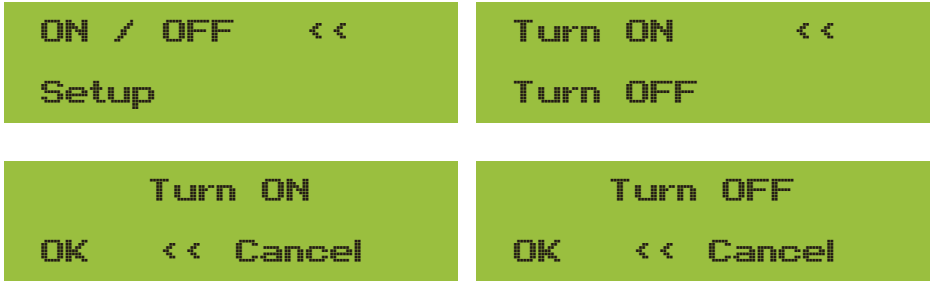 ON / OFF <<
Setup
Turn ON <<
Turn OFF
Turn ON
OK << Cancel
Turn OFF
OK << Cancel